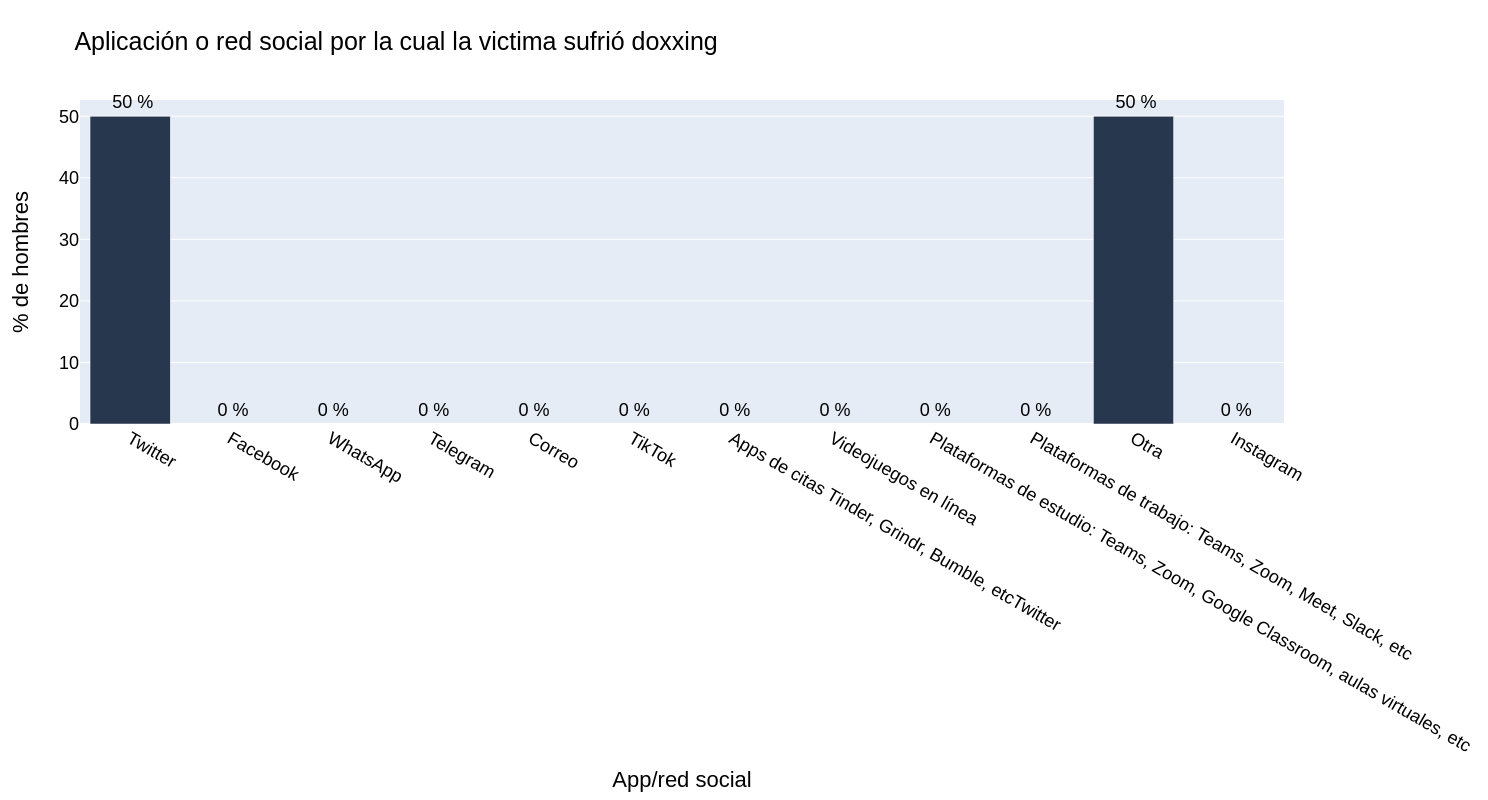 Aplicación o red social por la cual la victima sufrió doxxing
% de hombres
50
40
30
20
10
0
50 %
0 %
0 %
0 %
0 %
0 %
0 %
0 %
0 %
0 %
50 %
0 %
Twitter
Facebook
WhatsApp
Telegram
Correo
TikTok
Apps de citas Tinder, Grindr, Bumble, etcTwitter
Videojuegos en línea
Plataformas de estudio: Teams, Zoom, Google Classroom, aulas virtuales, etc
Plataformas de trabajo: Teams, Zoom, Meet, Slack, etc
Otra
Instagram
App/red social